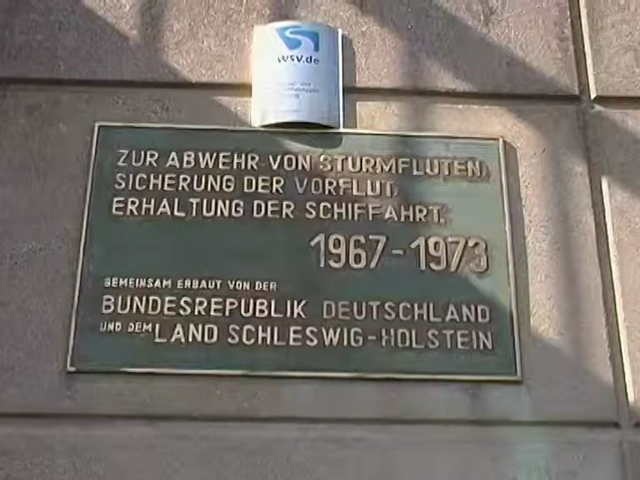 wsv.de
ZUR ABWEHR VON STURMFLUTEN,
SICHERUNG DER VORFLUT,
ERHALTUNG DER SCHIFFAHRT,
1967-1973
GEMEINSAM ERBAUT VON DER
BUNDESREPUBLIK DEUTSCHLAND
UND DEM LAND SCHLESWIG-HOLSTEIN